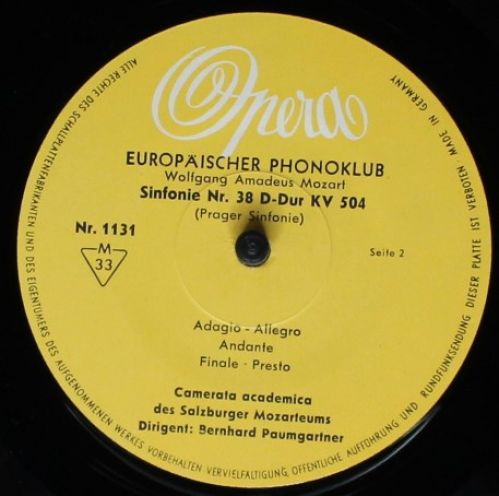 Opera
EUROPÄISCHER PHONOKLUB
Wolfgang Amadeus Mozart
Sinfonie Nr. 38 D-Dur KV 504
(Prager Sinfonie)
Nr. 1131
M
33
Seite 2
Adagio - Allegro
Andante
Finale - Presto
Camerata academica
des Salzburger Mozarteums
Dirigent: Bernhard Paumgartner
ALLE RECHTE DES SCHALLPLATTENFABRIKANTEN UND DES EIGENTÜMERS DES AUFGENOMMENEN WERKES VORBEHALTEN VERVIELFÄLTIGUNG, ÖFFENTLICHE AUFFÜHRUNG UND RUNDFUNKSENDUNG DIESER PLATTE IST VERBOTEN · MADE IN GERMANY